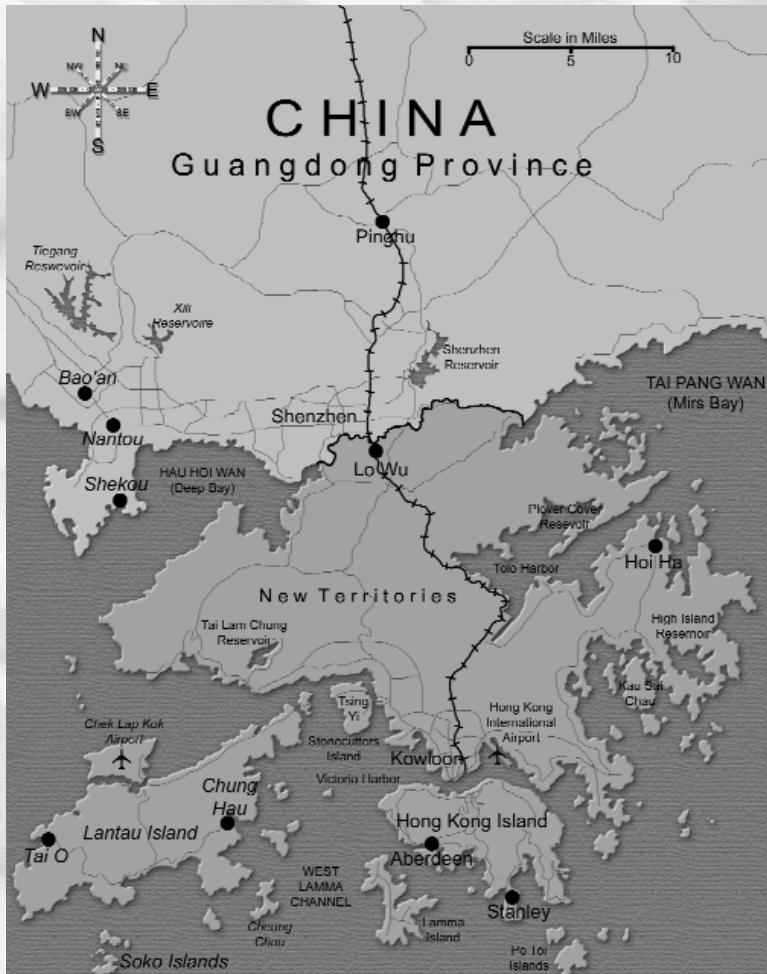 N
NW
NE
W
E
SW
SE
S
Scale in Miles
0
5
10
CHINA
Guangdong Province
Pinghu
Tiegang
Reswevoir
Xili
Reservoire
Shenzhen
Reservoir
Bao'an
TAI PANG WAN
(Mirs Bay)
Shenzhen
Nantou
Lo Wu
HAU HOI WAN
(Deep Bay)
Shekou
Plover Cover
Resevoir
Hoi Ha
Tolo Harbor
New Territories
Tai Lam Chung
Reservoir
High Island
Kau Sai
Chau
Tsing
Yi
Hong Kong
International
Airport
Chek Lap Kok
Airport
Stonecutters
Island
Kowloon
Victoria Harbor
Chung
Hau
Lantau Island
Hong Kong Island
Tai O
Aberdeen
WEST
LAMMA
CHANNEL
Stanley
Lamma
Island
Cheung
Chau
Po Toi
Islands
Soko Islands